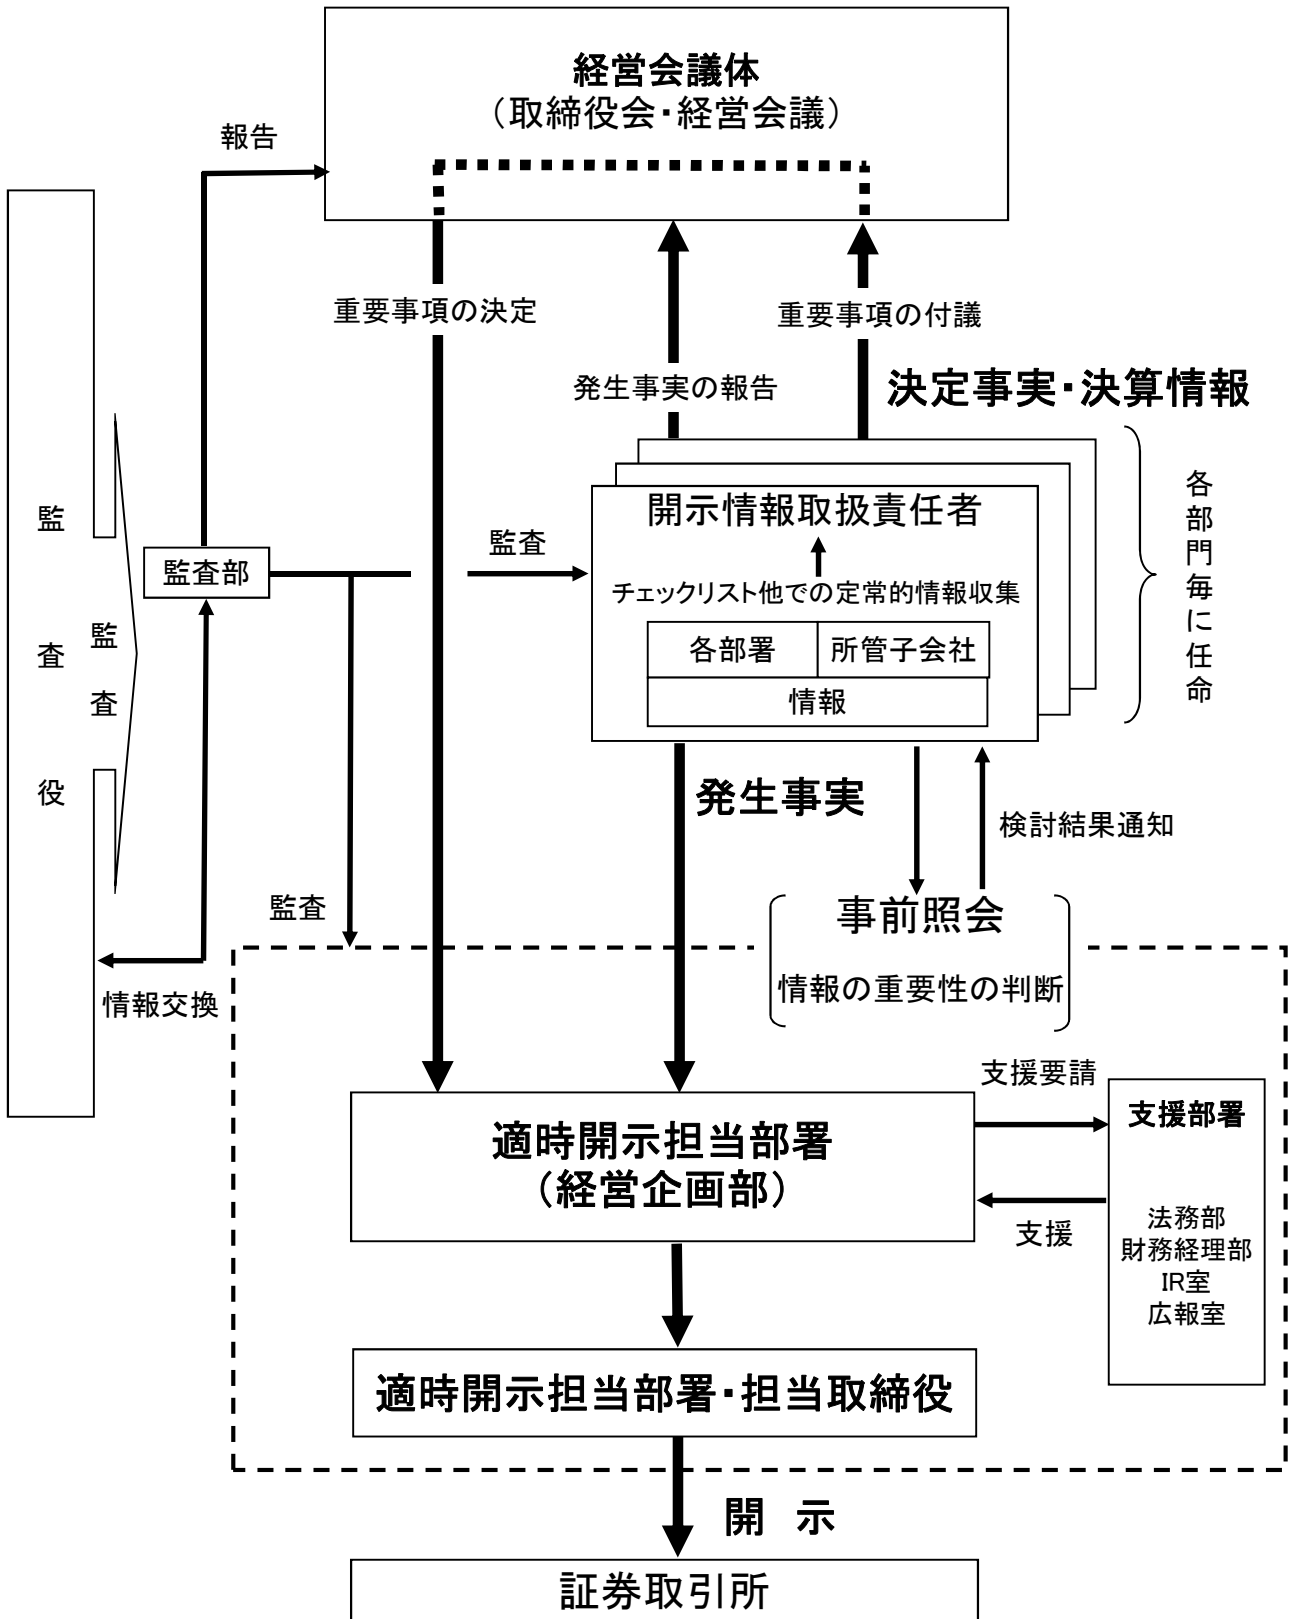 経営会議体
（取締役会・経営会議）
報告
重要事項の決定
重要事項の付議
発生事実の報告
決定事実・決算情報
監査役
監査
監査部
監査
開示情報取扱責任者
チェックリスト他での定常的情報収集
各部署
所管子会社
情報
各部門毎に任命
発生事実
検討結果通知
監査
事前照会
情報の重要性の判断
情報交換
支援要請
適時開示担当部署
（経営企画部）
支援
支援部署
法務部
財務経理部
IR室
広報室
適時開示担当部署・担当取締役
開　示
証券取引所